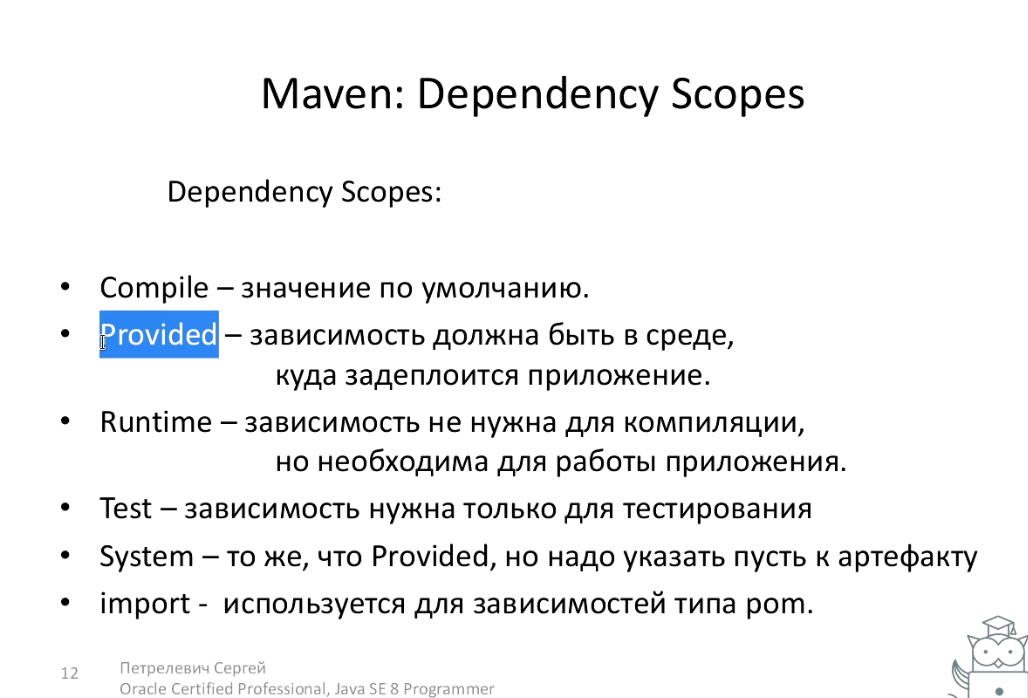 Maven: Dependency Scopes
Dependency Scopes:
• Compile – значение по умолчанию.
• Provided – зависимость должна быть в среде,
куда задеплоится приложение.
• Runtime – зависимость не нужна для компиляции,
но необходима для работы приложения.
• Test – зависимость нужна только для тестирования
• System – то же, что Provided, но надо указать пусть к артефакту
• import - используется для зависимостей типа pom.
12
Петрелевич Сергей
Oracle Certified Professional, Java SE 8 Programmer